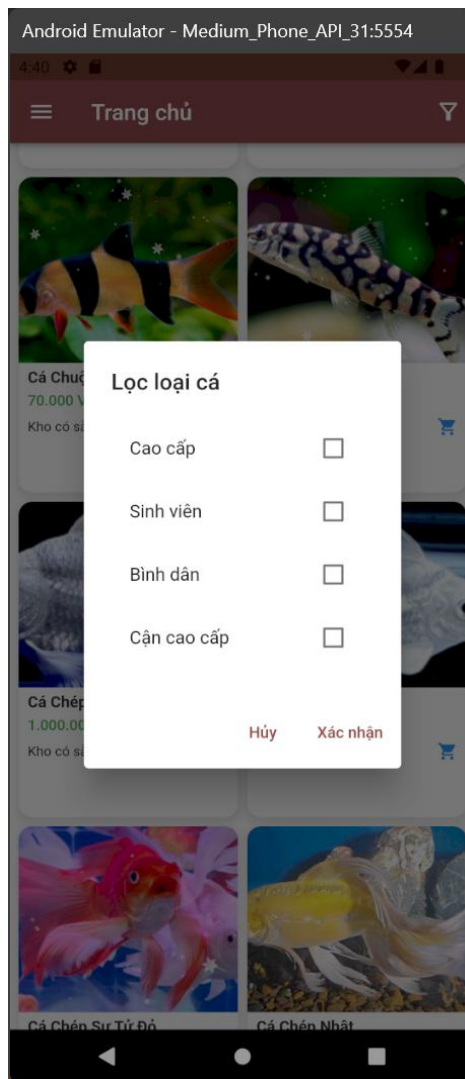 Android Emulator - Medium_Phone_API_31:5554
4:40
Trang chủ
Cá Chuộ
70.000 V
Kho có sẵ
Lọc loại cá
Cao cấp
Sinh viên
Bình dân
Cận cao cấp
Hủy
Xác nhận
Cá Chép
1.000.00
Kho có sẵ
Cá Chép Sư Tử Đỏ
Cá Chép Nhật